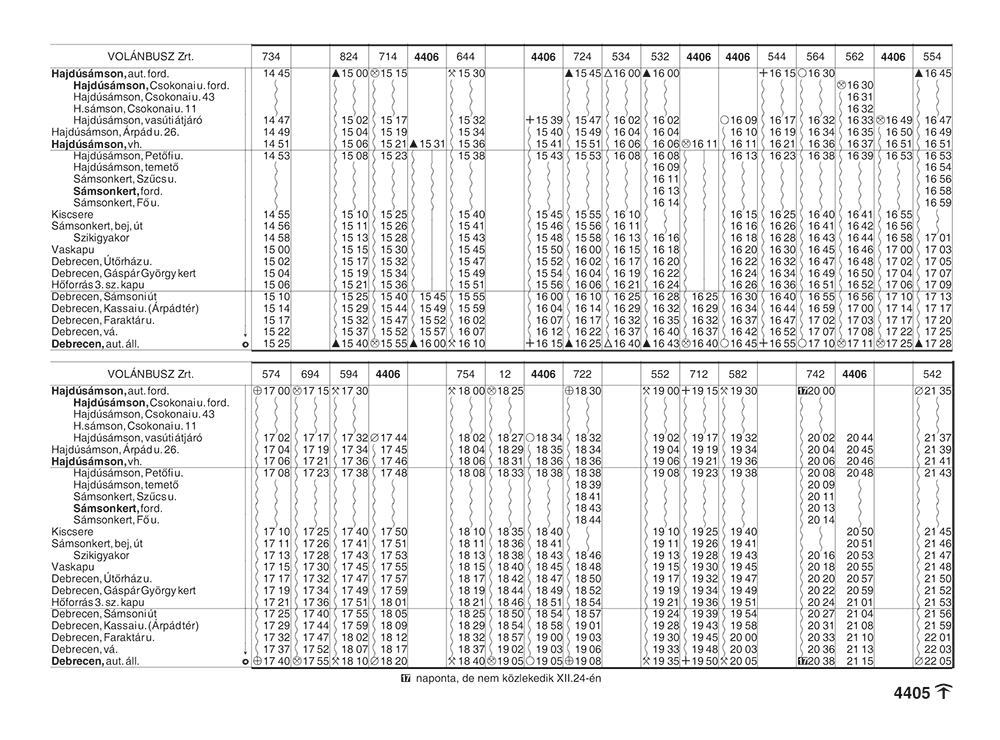 VOLÁNBUSZ Zrt. 734 824 714 4406 644 4406 724 534 532 4406 4406 544 564 562 4406 554
Hajdúsámson, aut. ford. 14 45 ▲15 00 ⊗15 15 ⚒15 30 ▲15 45 △16 00 ▲16 00 +16 15 ○16 30 ▲16 45
Hajdúsámson, Csokonai u. ford. ⊗16 30
Hajdúsámson, Csokonai u. 43 16 31
H.sámson, Csokonai u. 11 16 32
Hajdúsámson, vasúti átjáró 14 47 15 02 15 17 15 32 +15 39 15 47 16 02 16 02 ○16 09 16 17 16 32 16 33 ⊗16 49 16 47
Hajdúsámson, Árpád u. 26. 14 49 15 04 15 19 15 34 15 40 15 49 16 04 16 04 16 10 16 19 16 34 16 35 16 50 16 49
Hajdúsámson, vh. 14 51 15 06 15 21 ▲15 31 15 36 15 41 15 51 16 06 16 06 ⊗16 11 16 11 16 21 16 36 16 37 16 51 16 51
Hajdúsámson, Petőfi u. 14 53 15 08 15 23 15 38 15 43 15 53 16 08 16 08 16 13 16 23 16 38 16 39 16 53 16 53
Hajdúsámson, temető 16 09 16 54
Sámsonkert, Szűcs u. 16 11 16 56
Sámsonkert, ford. 16 13 16 58
Sámsonkert, Fő u. 16 14 16 59
Kiscsere 14 55 15 10 15 25 15 40 15 45 15 55 16 10 16 15 16 25 16 40 16 41 16 55
Sámsonkert, bej, út 14 56 15 11 15 26 15 41 15 46 15 56 16 11 16 16 16 26 16 41 16 42 16 56
Szikigyakor 14 58 15 13 15 28 15 43 15 48 15 58 16 13 16 16 16 18 16 28 16 43 16 44 16 58 17 01
Vaskapu 15 00 15 15 15 30 15 45 15 50 16 00 16 15 16 18 16 20 16 30 16 45 16 46 17 00 17 03
Debrecen, Útőrház u. 15 02 15 17 15 32 15 47 15 52 16 02 16 17 16 20 16 22 16 32 16 47 16 48 17 02 17 05
Debrecen, Gáspár György kert 15 04 15 19 15 34 15 49 15 54 16 04 16 19 16 22 16 24 16 34 16 49 16 50 17 04 17 07
Hőforrás 3. sz. kapu 15 06 15 21 15 36 15 51 15 56 16 06 16 21 16 24 16 26 16 36 16 51 16 52 17 06 17 09
Debrecen, Sámsoni út 15 10 15 25 15 40 15 45 15 55 16 00 16 10 16 25 16 28 16 25 16 30 16 40 16 55 16 56 17 10 17 13
Debrecen, Kassai u. (Árpád tér) 15 14 15 29 15 44 15 49 15 59 16 04 16 14 16 29 16 32 16 29 16 34 16 44 16 59 17 00 17 14 17 17
Debrecen, Faraktár u. 15 17 15 32 15 47 15 52 16 02 16 07 16 17 16 32 16 35 16 32 16 37 16 47 17 02 17 03 17 17 17 20
Debrecen, vá. 15 22 15 37 15 52 15 57 16 07 16 12 16 22 16 37 16 40 16 37 16 42 16 52 17 07 17 08 17 22 17 25
Debrecen, aut. áll. 15 25 ▲15 40 ⊗15 55 ▲16 00 ⚒16 10 +16 15 ▲16 25 △16 40 ▲16 43 ⊗16 40 ○16 45 +16 55 ○17 10 ⊗17 11 ⊗17 25 ▲17 28
VOLÁNBUSZ Zrt. 574 694 594 4406 754 12 4406 722 552 712 582 742 4406 542
Hajdúsámson, aut. ford. ⊕17 00 ⊗17 15 ⚒17 30 ⚒18 00 ⊗18 25 ⊕18 30 ⚒19 00 +19 15 ⚒19 30 17 20 00 ∅21 35
Hajdúsámson, Csokonai u. ford.
Hajdúsámson, Csokonai u. 43
H.sámson, Csokonai u. 11
Hajdúsámson, vasúti átjáró 17 02 17 17 17 32 ∅17 44 18 02 18 27 ○18 34 18 32 19 02 19 17 19 32 20 02 20 44 21 37
Hajdúsámson, Árpád u. 26. 17 04 17 19 17 34 17 45 18 04 18 29 18 35 18 34 19 04 19 19 19 34 20 04 20 45 21 39
Hajdúsámson, vh. 17 06 17 21 17 36 17 46 18 06 18 31 18 36 18 36 19 06 19 21 19 36 20 06 20 46 21 41
Hajdúsámson, Petőfi u. 17 08 17 23 17 38 17 48 18 08 18 33 18 38 18 38 19 08 19 23 19 38 20 08 20 48 21 43
Hajdúsámson, temető 18 39 20 09
Sámsonkert, Szűcs u. 18 41 20 11
Sámsonkert, ford. 18 43 20 13
Sámsonkert, Fő u. 18 44 20 14
Kiscsere 17 10 17 25 17 40 17 50 18 10 18 35 18 40 19 10 19 25 19 40 20 50 21 45
Sámsonkert, bej, út 17 11 17 26 17 41 17 51 18 11 18 36 18 41 19 11 19 26 19 41 20 51 21 46
Szikigyakor 17 13 17 28 17 43 17 53 18 13 18 38 18 43 18 46 19 13 19 28 19 43 20 16 20 53 21 47
Vaskapu 17 15 17 30 17 45 17 55 18 15 18 40 18 45 18 48 19 15 19 30 19 45 20 18 20 55 21 48
Debrecen, Útőrház u. 17 17 17 32 17 47 17 57 18 17 18 42 18 47 18 50 19 17 19 32 19 47 20 20 20 57 21 50
Debrecen, Gáspár György kert 17 19 17 34 17 49 17 59 18 19 18 44 18 49 18 52 19 19 19 34 19 49 20 22 20 59 21 52
Hőforrás 3. sz. kapu 17 21 17 36 17 51 18 01 18 21 18 46 18 51 18 54 19 21 19 36 19 51 20 24 21 01 21 53
Debrecen, Sámsoni út 17 25 17 40 17 55 18 05 18 25 18 50 18 54 18 57 19 24 19 39 19 54 20 27 21 04 21 56
Debrecen, Kassai u. (Árpád tér) 17 29 17 44 17 59 18 09 18 29 18 54 18 58 19 01 19 28 19 43 19 58 20 31 21 08 21 59
Debrecen, Faraktár u. 17 32 17 47 18 02 18 12 18 32 18 57 19 00 19 03 19 30 19 45 20 00 20 33 21 10 22 01
Debrecen, vá. 17 37 17 52 18 07 18 17 18 37 19 02 19 03 19 06 19 33 19 48 20 03 20 36 21 13 22 03
Debrecen, aut. áll. ⊕17 40 ⊗17 55 ⚒18 10 ∅18 20 ⚒18 40 ⊗19 05 ○19 05 ⊕19 08 ⚒19 35 +19 50 ⚒20 05 17 20 38 21 15 ∅22 05
17 naponta, de nem közlekedik XII.24-én
4405